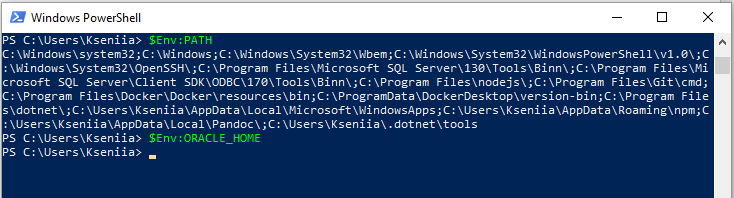 Windows PowerShell
PS C:\Users\Kseniia> $Env:PATH
C:\Windows\system32;C:\Windows;C:\Windows\System32\Wbem;C:\Windows\System32\WindowsPowerShell\v1.0\;C
:\Windows\System32\OpenSSH\;C:\Program Files\Microsoft SQL Server\130\Tools\Binn\;C:\Program Files\Mi
crosoft SQL Server\Client SDK\ODBC\170\Tools\Binn\;C:\Program Files\nodejs\;C:\Program Files\Git\cmd;
C:\Program Files\Docker\Docker\resources\bin;C:\ProgramData\DockerDesktop\version-bin;C:\Program File
s\dotnet\;C:\Users\Kseniia\AppData\Local\Microsoft\WindowsApps;C:\Users\Kseniia\AppData\Roaming\npm;C
:\Users\Kseniia\AppData\Local\Pandoc\;C:\Users\Kseniia\.dotnet\tools
PS C:\Users\Kseniia> $Env:ORACLE_HOME
PS C:\Users\Kseniia>